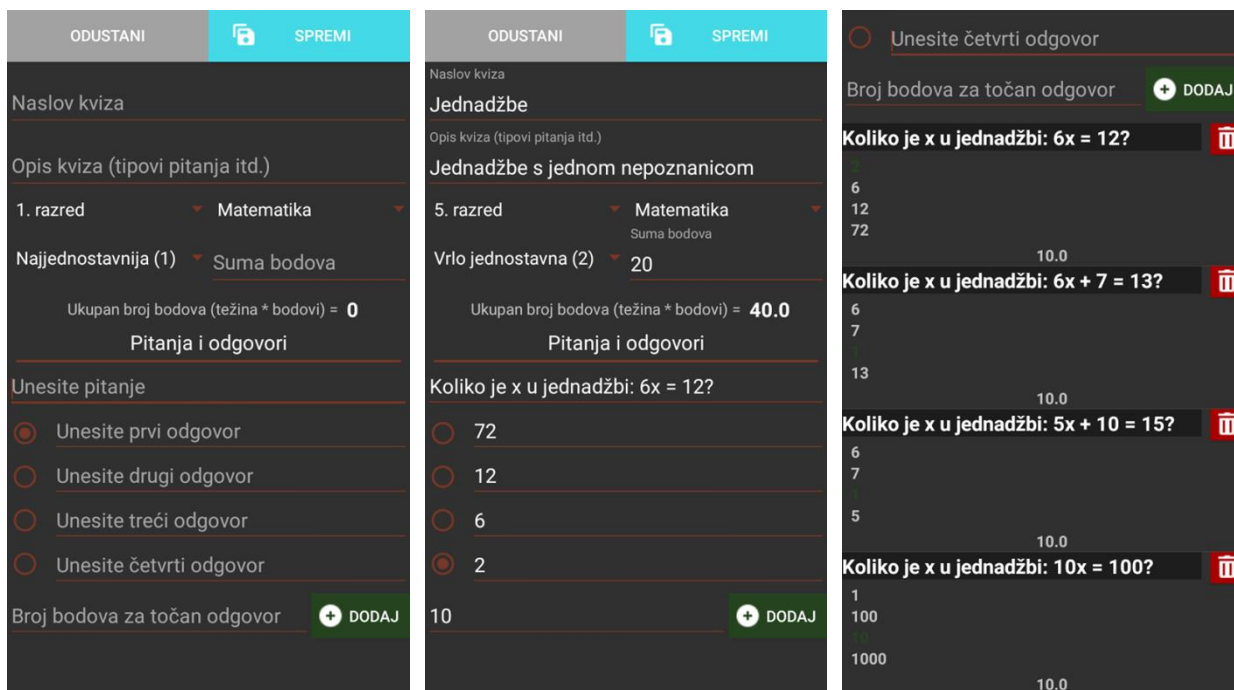 ODUSTANI
SPREMI
Naslov kviza
Opis kviza (tipovi pitanja itd.)
1. razred Matematika
Najjednostavnija (1) Suma bodova
Ukupan broj bodova (težina * bodovi) = 0
Pitanja i odgovori
Unesite pitanje
Unesite prvi odgovor
Unesite drugi odgovor
Unesite treći odgovor
Unesite četvrti odgovor
Broj bodova za točan odgovor DODAJ
ODUSTANI
SPREMI
Naslov kviza
Jednadžbe
Opis kviza (tipovi pitanja itd.)
Jednadžbe s jednom nepoznanicom
5. razred Matematika
Suma bodova
Vrlo jednostavna (2) 20
Ukupan broj bodova (težina * bodovi) = 40.0
Pitanja i odgovori
Koliko je x u jednadžbi: 6x = 12?
72
12
6
2
10 DODAJ
Unesite četvrti odgovor
Broj bodova za točan odgovor DODAJ
Koliko je x u jednadžbi: 6x = 12?
2
6
12
72
10.0
Koliko je x u jednadžbi: 6x + 7 = 13?
6
7
1
13
10.0
Koliko je x u jednadžbi: 5x + 10 = 15?
6
7
1
5
10.0
Koliko je x u jednadžbi: 10x = 100?
1
100
10
1000
10.0